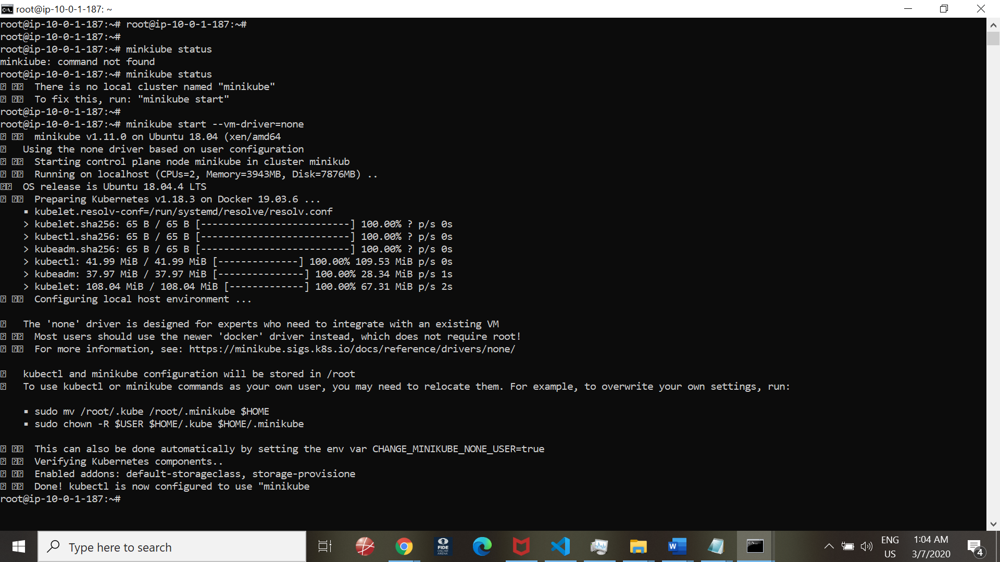 root@ip-10-0-1-187: ~
root@ip-10-0-1-187:~# root@ip-10-0-1-187:~#
root@ip-10-0-1-187:~#
root@ip-10-0-1-187:~# minkiube status
minkiube: command not found
root@ip-10-0-1-187:~# minikube status
There is no local cluster named "minikube"
To fix this, run: "minikube start"
root@ip-10-0-1-187:~#
root@ip-10-0-1-187:~# minikube start --vm-driver=none
minikube v1.11.0 on Ubuntu 18.04 (xen/amd64
Using the none driver based on user configuration
Starting control plane node minikube in cluster minikub
Running on localhost (CPUs=2, Memory=3943MB, Disk=7876MB) ..
OS release is Ubuntu 18.04.4 LTS
Preparing Kubernetes v1.18.3 on Docker 19.03.6 ...
▪ kubelet.resolv-conf=/run/systemd/resolve/resolv.conf
> kubelet.sha256: 65 B / 65 B [--------------------------] 100.00% ? p/s 0s
> kubectl.sha256: 65 B / 65 B [--------------------------] 100.00% ? p/s 0s
> kubeadm.sha256: 65 B / 65 B [--------------------------] 100.00% ? p/s 0s
> kubectl: 41.99 MiB / 41.99 MiB [--------------] 100.00% 109.53 MiB p/s 0s
> kubeadm: 37.97 MiB / 37.97 MiB [---------------] 100.00% 28.34 MiB p/s 1s
> kubelet: 108.04 MiB / 108.04 MiB [-------------] 100.00% 67.31 MiB p/s 2s
Configuring local host environment ...
The 'none' driver is designed for experts who need to integrate with an existing VM
Most users should use the newer 'docker' driver instead, which does not require root!
For more information, see: https://minikube.sigs.k8s.io/docs/reference/drivers/none/
kubectl and minikube configuration will be stored in /root
To use kubectl or minikube commands as your own user, you may need to relocate them. For example, to overwrite your own settings, run:
▪ sudo mv /root/.kube /root/.minikube $HOME
▪ sudo chown -R $USER $HOME/.kube $HOME/.minikube
This can also be done automatically by setting the env var CHANGE_MINIKUBE_NONE_USER=true
Verifying Kubernetes components..
Enabled addons: default-storageclass, storage-provisione
Done! kubectl is now configured to use "minikube
root@ip-10-0-1-187:~#
Type here to search
FIDE
ONLINE
ARENA
W
ENG
US
1:04 AM
3/7/2020
4